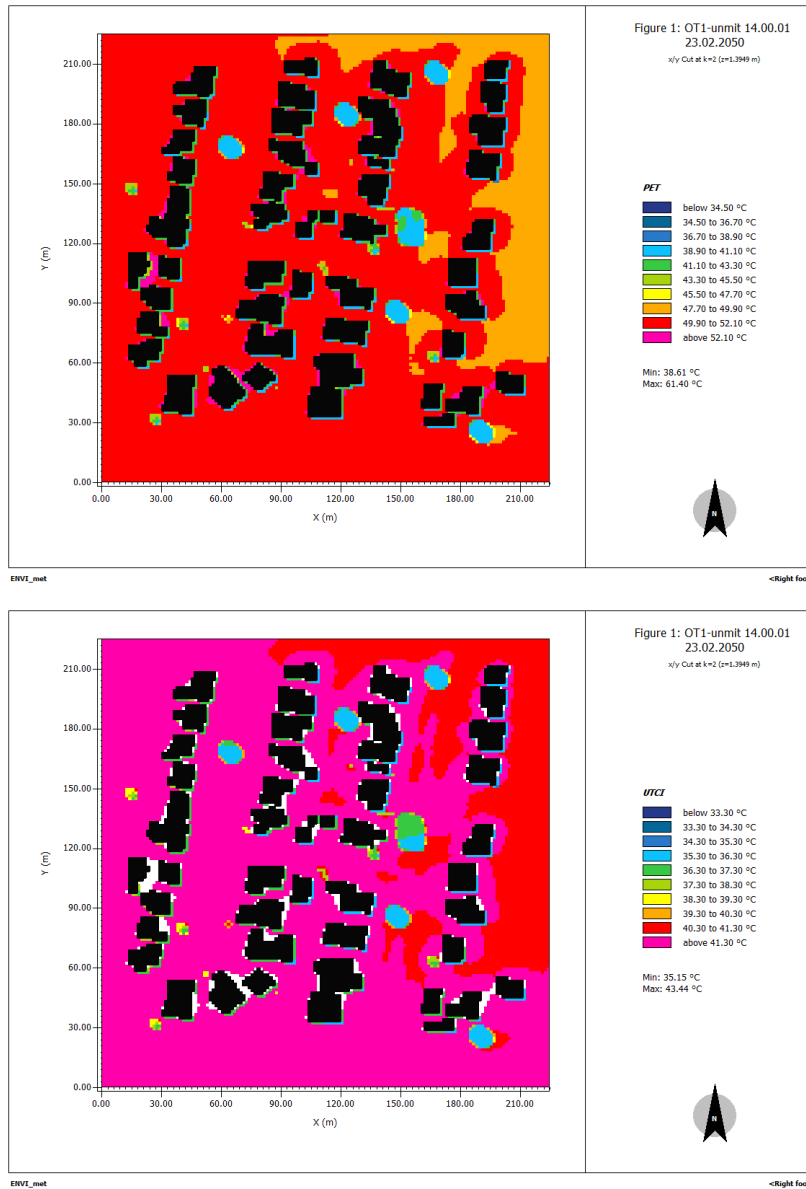 Figure 1: OT1-unmit 14.00.01
23.02.2050
x/y Cut at k=2 (z=1.3949 m)
210.00
180.00
150.00
120.00
90.00
60.00
30.00
0.00
Y (m)
0.00 30.00 60.00 90.00 120.00 150.00 180.00 210.00
X (m)
PET
below 34.50 °C
34.50 to 36.70 °C
36.70 to 38.90 °C
38.90 to 41.10 °C
41.10 to 43.30 °C
43.30 to 45.50 °C
45.50 to 47.70 °C
47.70 to 49.90 °C
49.90 to 52.10 °C
above 52.10 °C
Min: 38.61 °C
Max: 61.40 °C
N
ENVI_met
<Right foo
Figure 1: OT1-unmit 14.00.01
23.02.2050
x/y Cut at k=2 (z=1.3949 m)
210.00
180.00
150.00
120.00
90.00
60.00
30.00
0.00
Y (m)
0.00 30.00 60.00 90.00 120.00 150.00 180.00 210.00
X (m)
UTCI
below 33.30 °C
33.30 to 34.30 °C
34.30 to 35.30 °C
35.30 to 36.30 °C
36.30 to 37.30 °C
37.30 to 38.30 °C
38.30 to 39.30 °C
39.30 to 40.30 °C
40.30 to 41.30 °C
above 41.30 °C
Min: 35.15 °C
Max: 43.44 °C
N
ENVI_met
<Right foo